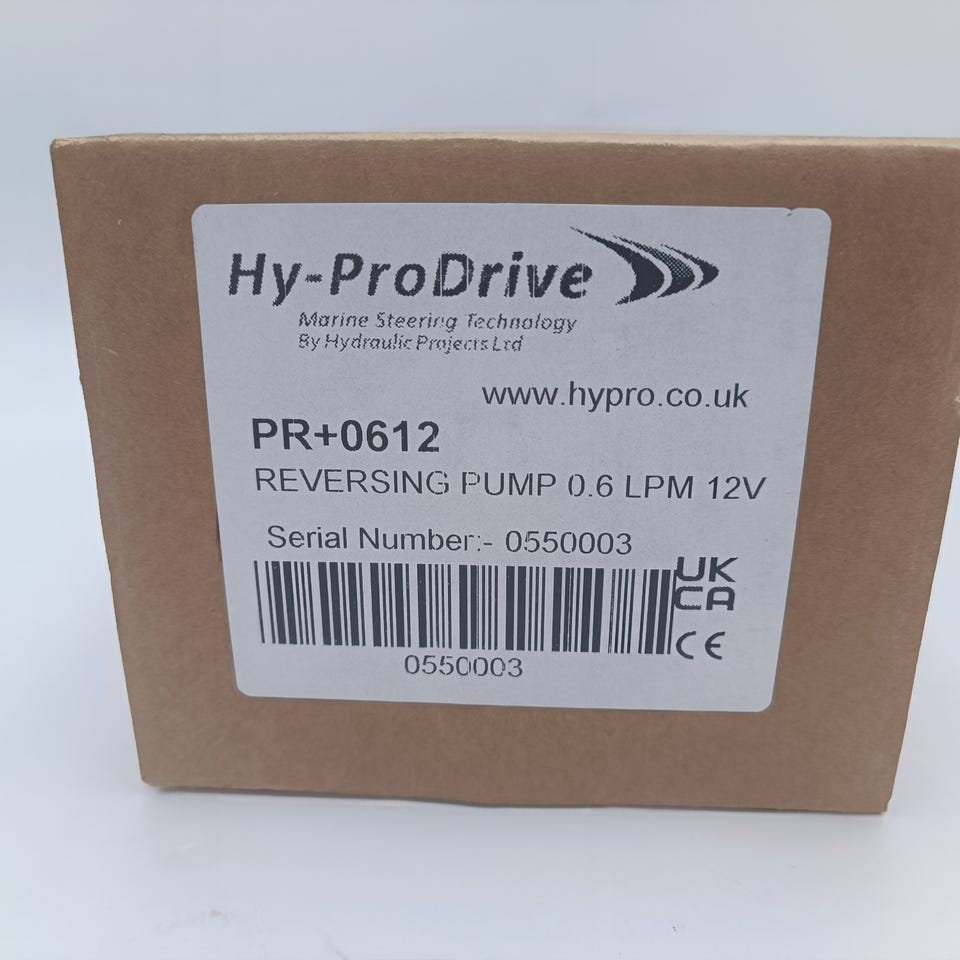 Hy-ProDrive
Marine Steering Technology
By Hydraulic Projects Ltd
www.hypro.co.uk
PR+0612
REVERSING PUMP 0.6 LPM 12V
Serial Number:- 0550003
UK
CA
CE
0550003